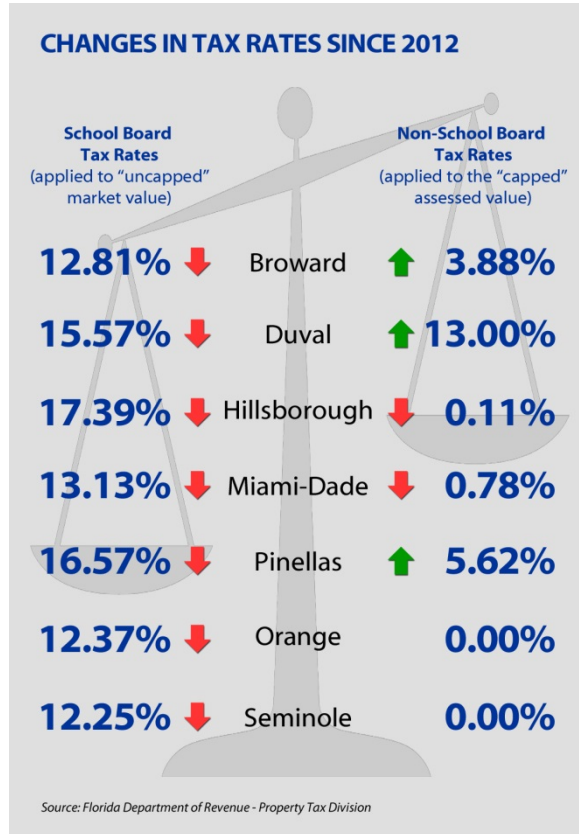 CHANGES IN TAX RATES SINCE 2012
School Board
Tax Rates
(applied to “uncapped”
market value)
Non-School Board
Tax Rates
(applied to the “capped”
assessed value)
12.81% Broward 3.88%
15.57% Duval 13.00%
17.39% Hillsborough 0.11%
13.13% Miami-Dade 0.78%
16.57% Pinellas 5.62%
12.37% Orange 0.00%
12.25% Seminole 0.00%
Source: Florida Department of Revenue - Property Tax Division